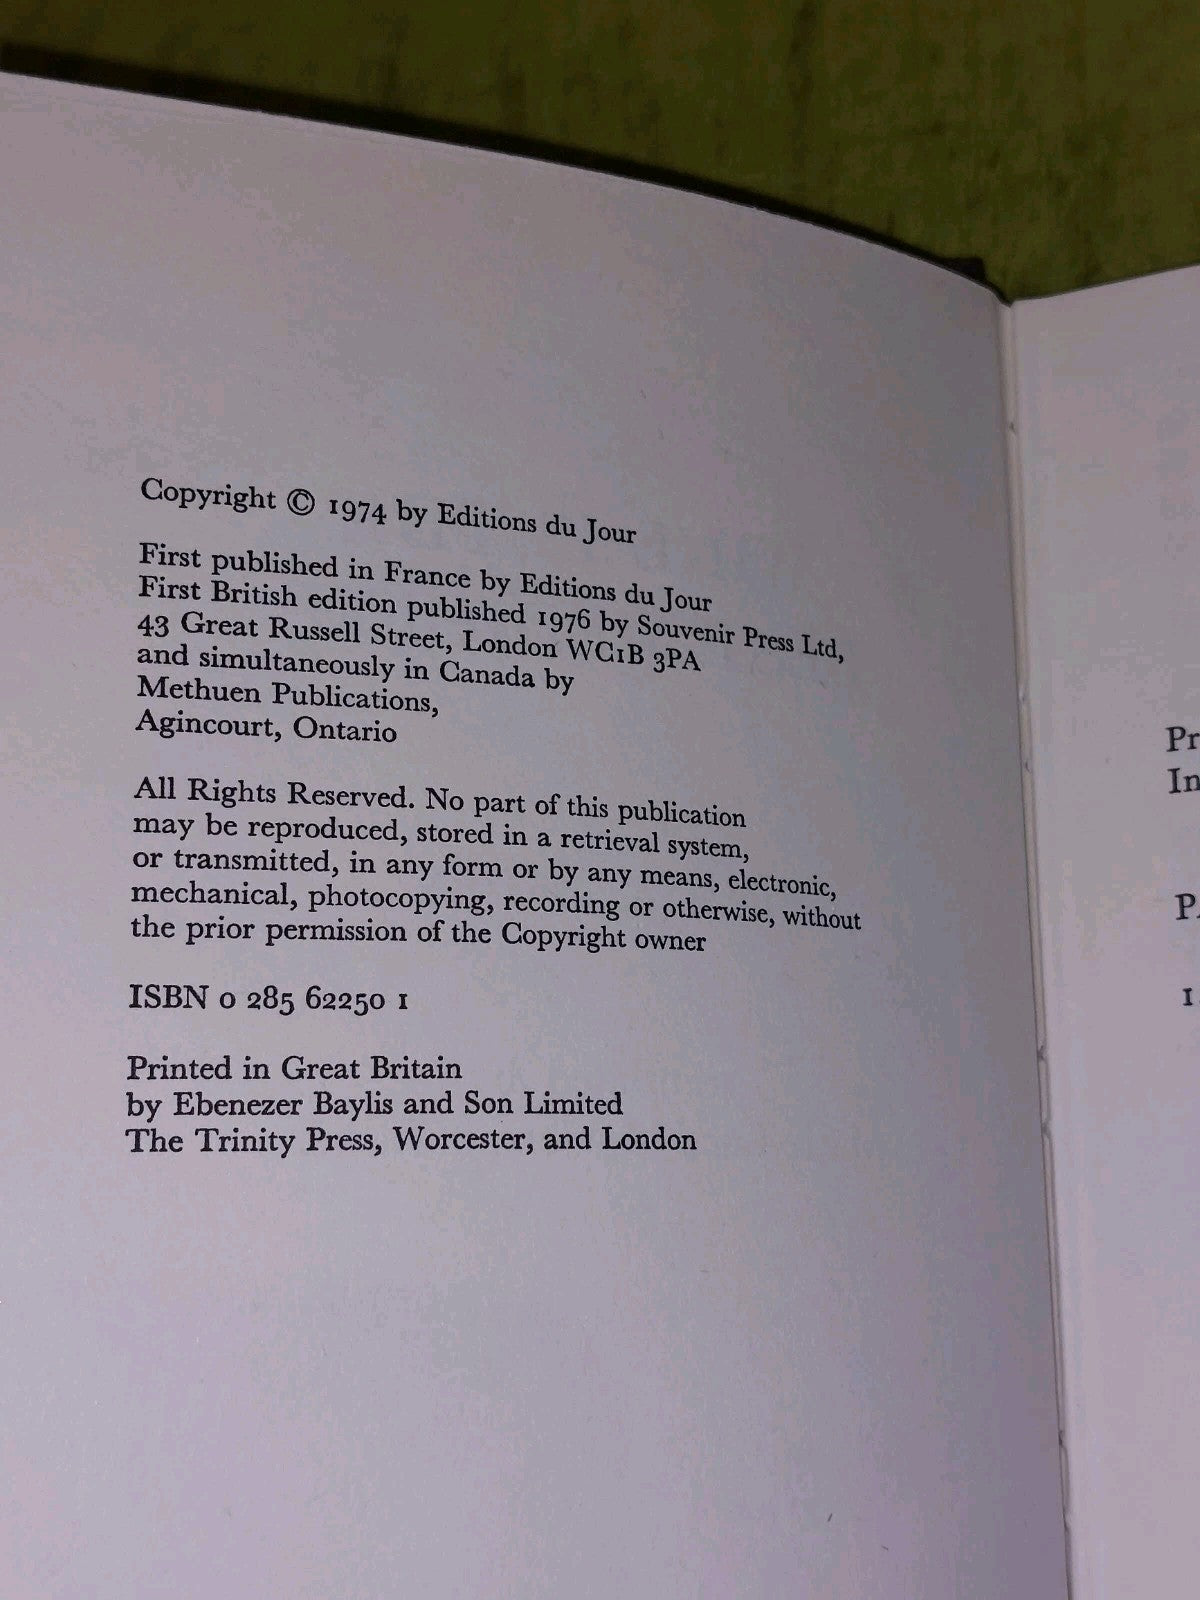 Copyright © 1974 by Editions du Jour
First published in France by Editions du Jour
First British edition published 1976 by Souvenir Press Ltd,
43 Great Russell Street, London WC1B 3PA
and simultaneously in Canada by
Methuen Publications,
Agincourt, Ontario
All Rights Reserved. No part of this publication
may be reproduced, stored in a retrieval system,
or transmitted, in any form or by any means, electronic,
mechanical, photocopying, recording or otherwise, without
the prior permission of the Copyright owner
ISBN 0 285 62250 1
Printed in Great Britain
by Ebenezer Baylis and Son Limited
The Trinity Press, Worcester, and London